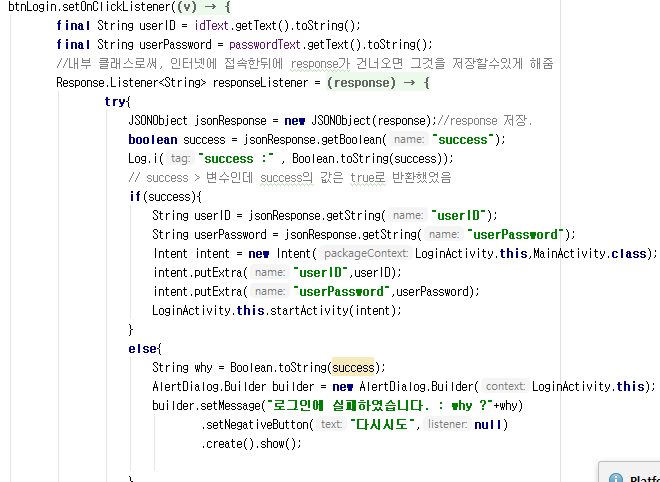 btnLogin.setOnClickListener((v) → {
final String userID = idText.getText().toString();
final String userPassword = passwordText.getText().toString();
//내부 클래스로써, 인터넷에 접속한뒤에 response가 건너오면 그것을 저장할수있게 해줌
Response.Listener<String> responseListener = (response) → {
try{
JSONObject jsonResponse = new JSONObject(response);//response 저장.
boolean success = jsonResponse.getBoolean( name: "success");
Log.i( tag: "success :" , Boolean.toString(success));
// success > 변수인데 success의 값은 true로 반환했었음
if(success){
String userID = jsonResponse.getString( name: "userID");
String userPassword = jsonResponse.getString( name: "userPassword");
Intent intent = new Intent( packageContext: LoginActivity.this,MainActivity.class);
intent.putExtra( name: "userID",userID);
intent.putExtra( name: "userPassword",userPassword);
LoginActivity.this.startActivity(intent);
}
else{
String why = Boolean.toString(success);
AlertDialog.Builder builder = new AlertDialog.Builder( context: LoginActivity.this);
builder.setMessage("로그인에 실패하였습니다. : why ?"+why)
.setNegativeButton( text: "다시시도", listener: null)
.create().show();
}